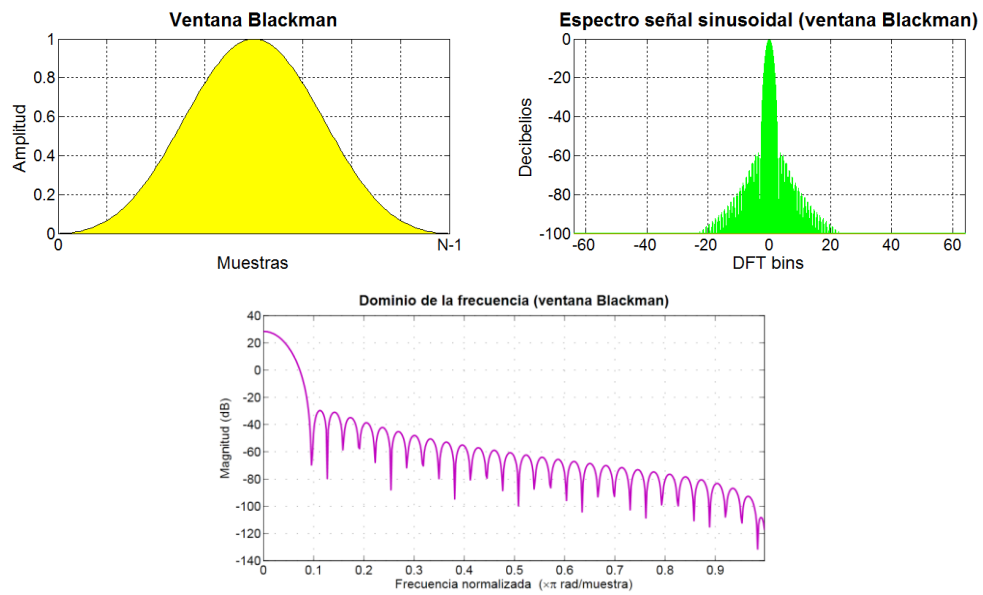 Ventana Blackman
Amplitud
1
0.8
0.6
0.4
0.2
0
0 N-1
Muestras
Espectro señal sinusoidal (ventana Blackman)
Decibelios
0
-20
-40
-60
-80
-100
-60 -40 -20 0 20 40 60
DFT bins
Dominio de la frecuencia (ventana Blackman)
Magnitud (dB)
40
20
0
-20
-40
-60
-80
-100
-120
-140
0 0.1 0.2 0.3 0.4 0.5 0.6 0.7 0.8 0.9
Frecuencia normalizada (×π rad/muestra)